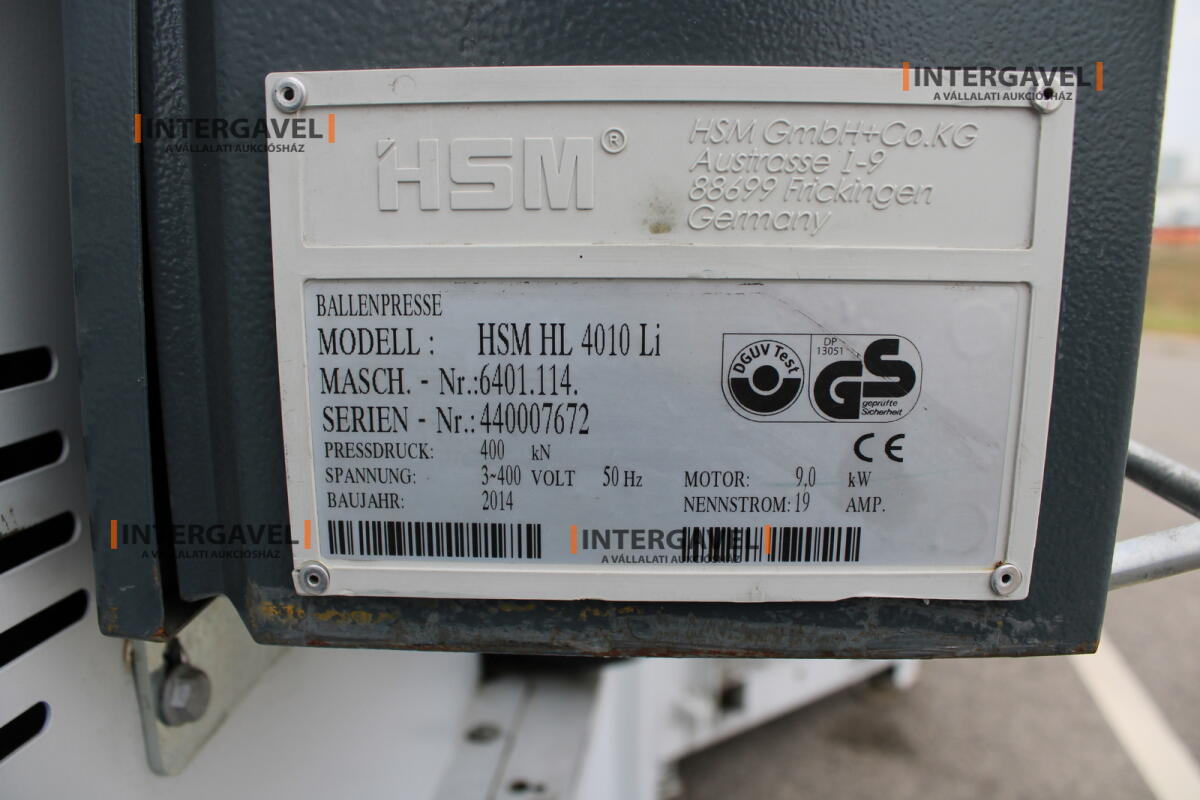 INTERGAVEL
A VÁLLALATI AUKCIÓSHÁZ
INTERGAVEL
A VÁLLALATI AUKCIÓSHÁZ
HSM®
HSM GmbH+Co.KG
Austrasse 1-9
88699 Frickingen
Germany
BALLENPRESSE
MODELL : HSM HL 4010 Li
MASCH. - Nr.:6401.114.
SERIEN - Nr.: 440007672
PRESSDRUCK: 400 kN
SPANNUNG: 3~400 VOLT 50 Hz MOTOR: 9,0 kW
BAUJAHR: 2014 NENNSTROM: 19 AMP.
DGUV Test
DP
13051
GS
geprüfte
Sicherheit
CE
INTERGAVEL
A VÁLLALATI AUKCIÓSHÁZ
INTERGAVEL
A VÁLLALATI AUKCIÓSHÁZ